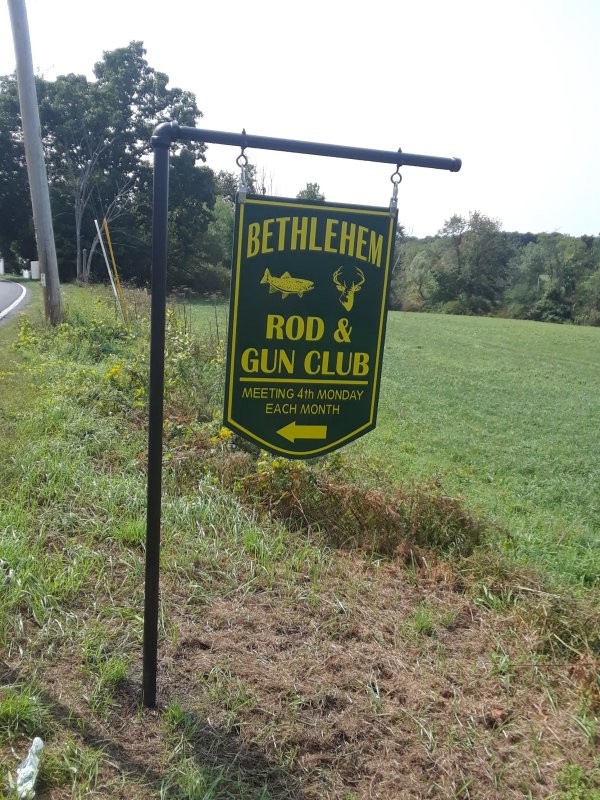 BETHLEHEM
ROD &
GUN CLUB
MEETING 4th MONDAY
EACH MONTH